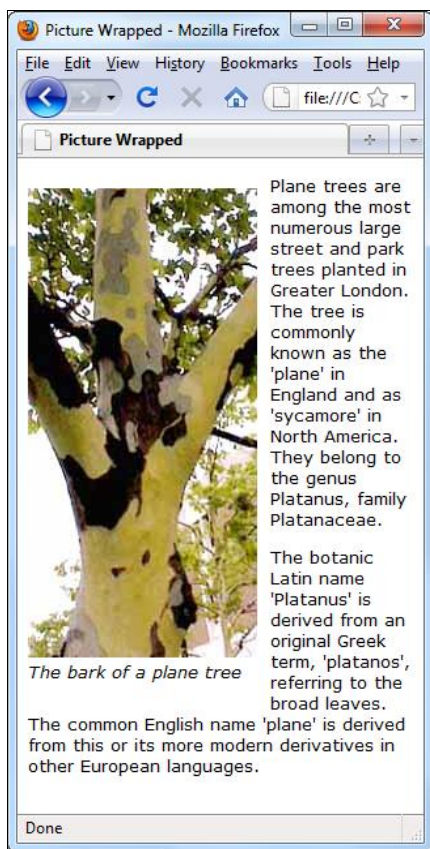 Picture Wrapped - Mozilla Firefox
File Edit View History Bookmarks Tools Help
file:///C:
Picture Wrapped
Plane trees are
among the most
numerous large
street and park
trees planted in
Greater London.
The tree is
commonly
known as the
'plane' in
England and as
'sycamore' in
North America.
They belong to
the genus
Platanus, family
Platanaceae.
The botanic
Latin name
'Platanus' is
derived from an
original Greek
term, 'platanos',
referring to the
broad leaves.
The bark of a plane tree
The common English name 'plane' is derived
from this or its more modern derivatives in
other European languages.
Done